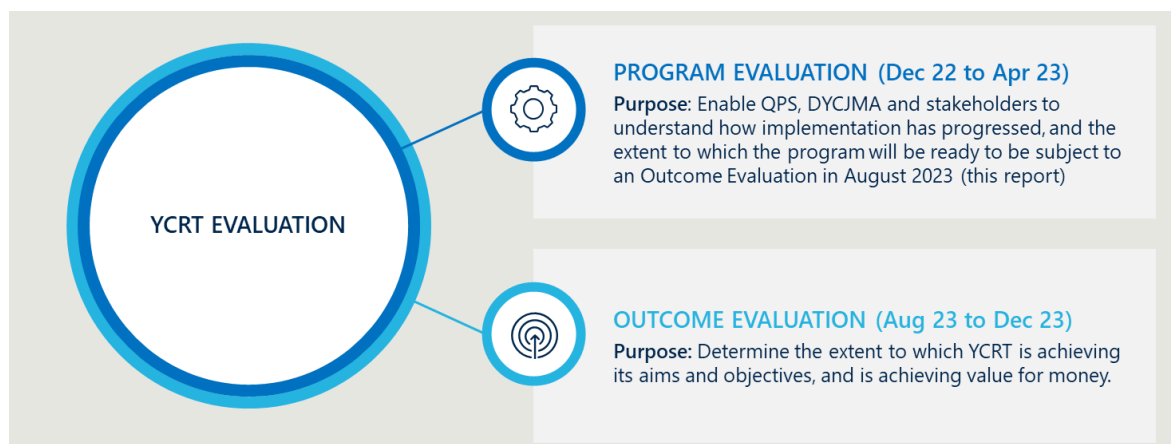 YCRT EVALUATION
PROGRAM EVALUATION (Dec 22 to Apr 23)
Purpose: Enable QPS, DYCJMA and stakeholders to
understand how implementation has progressed, and the
extent to which the program will be ready to be subject to
an Outcome Evaluation in August 2023 (this report)
OUTCOME EVALUATION (Aug 23 to Dec 23)
Purpose: Determine the extent to which YCRT is achieving
its aims and objectives, and is achieving value for money.